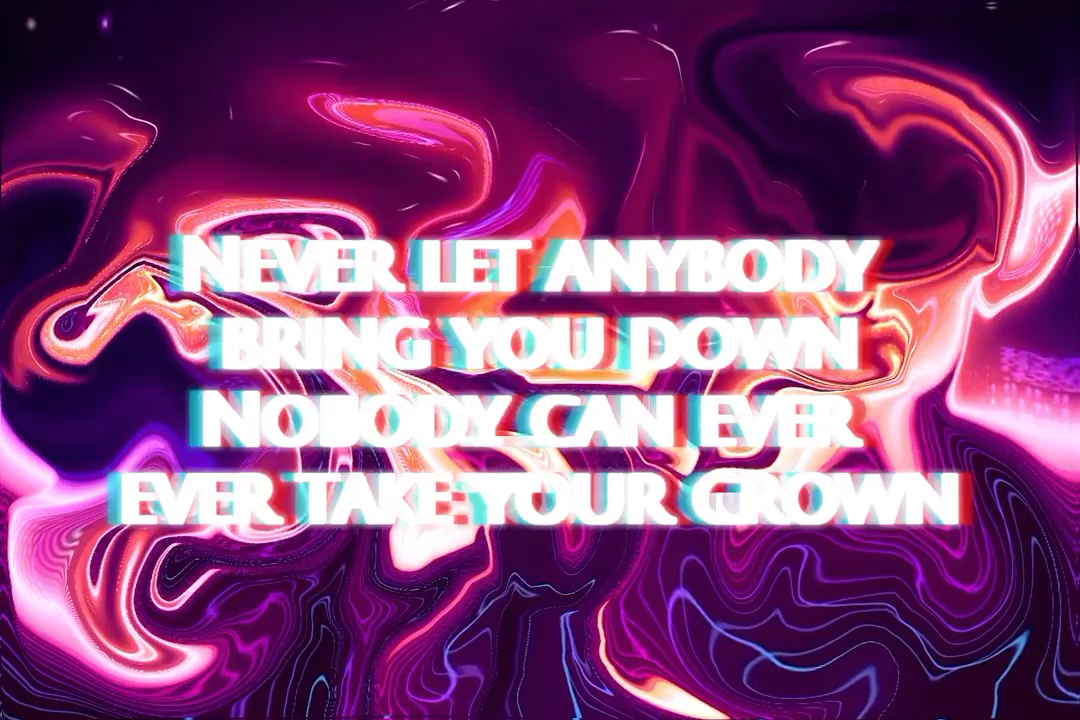 Never let anybody
bring you down
Nobody can ever
ever take your crown